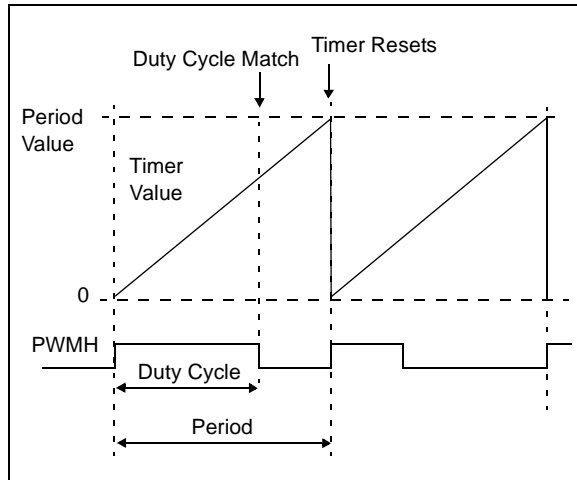 Duty Cycle Match
Timer Resets
Period
Value
Timer
Value
0
PWMH
Duty Cycle
Period